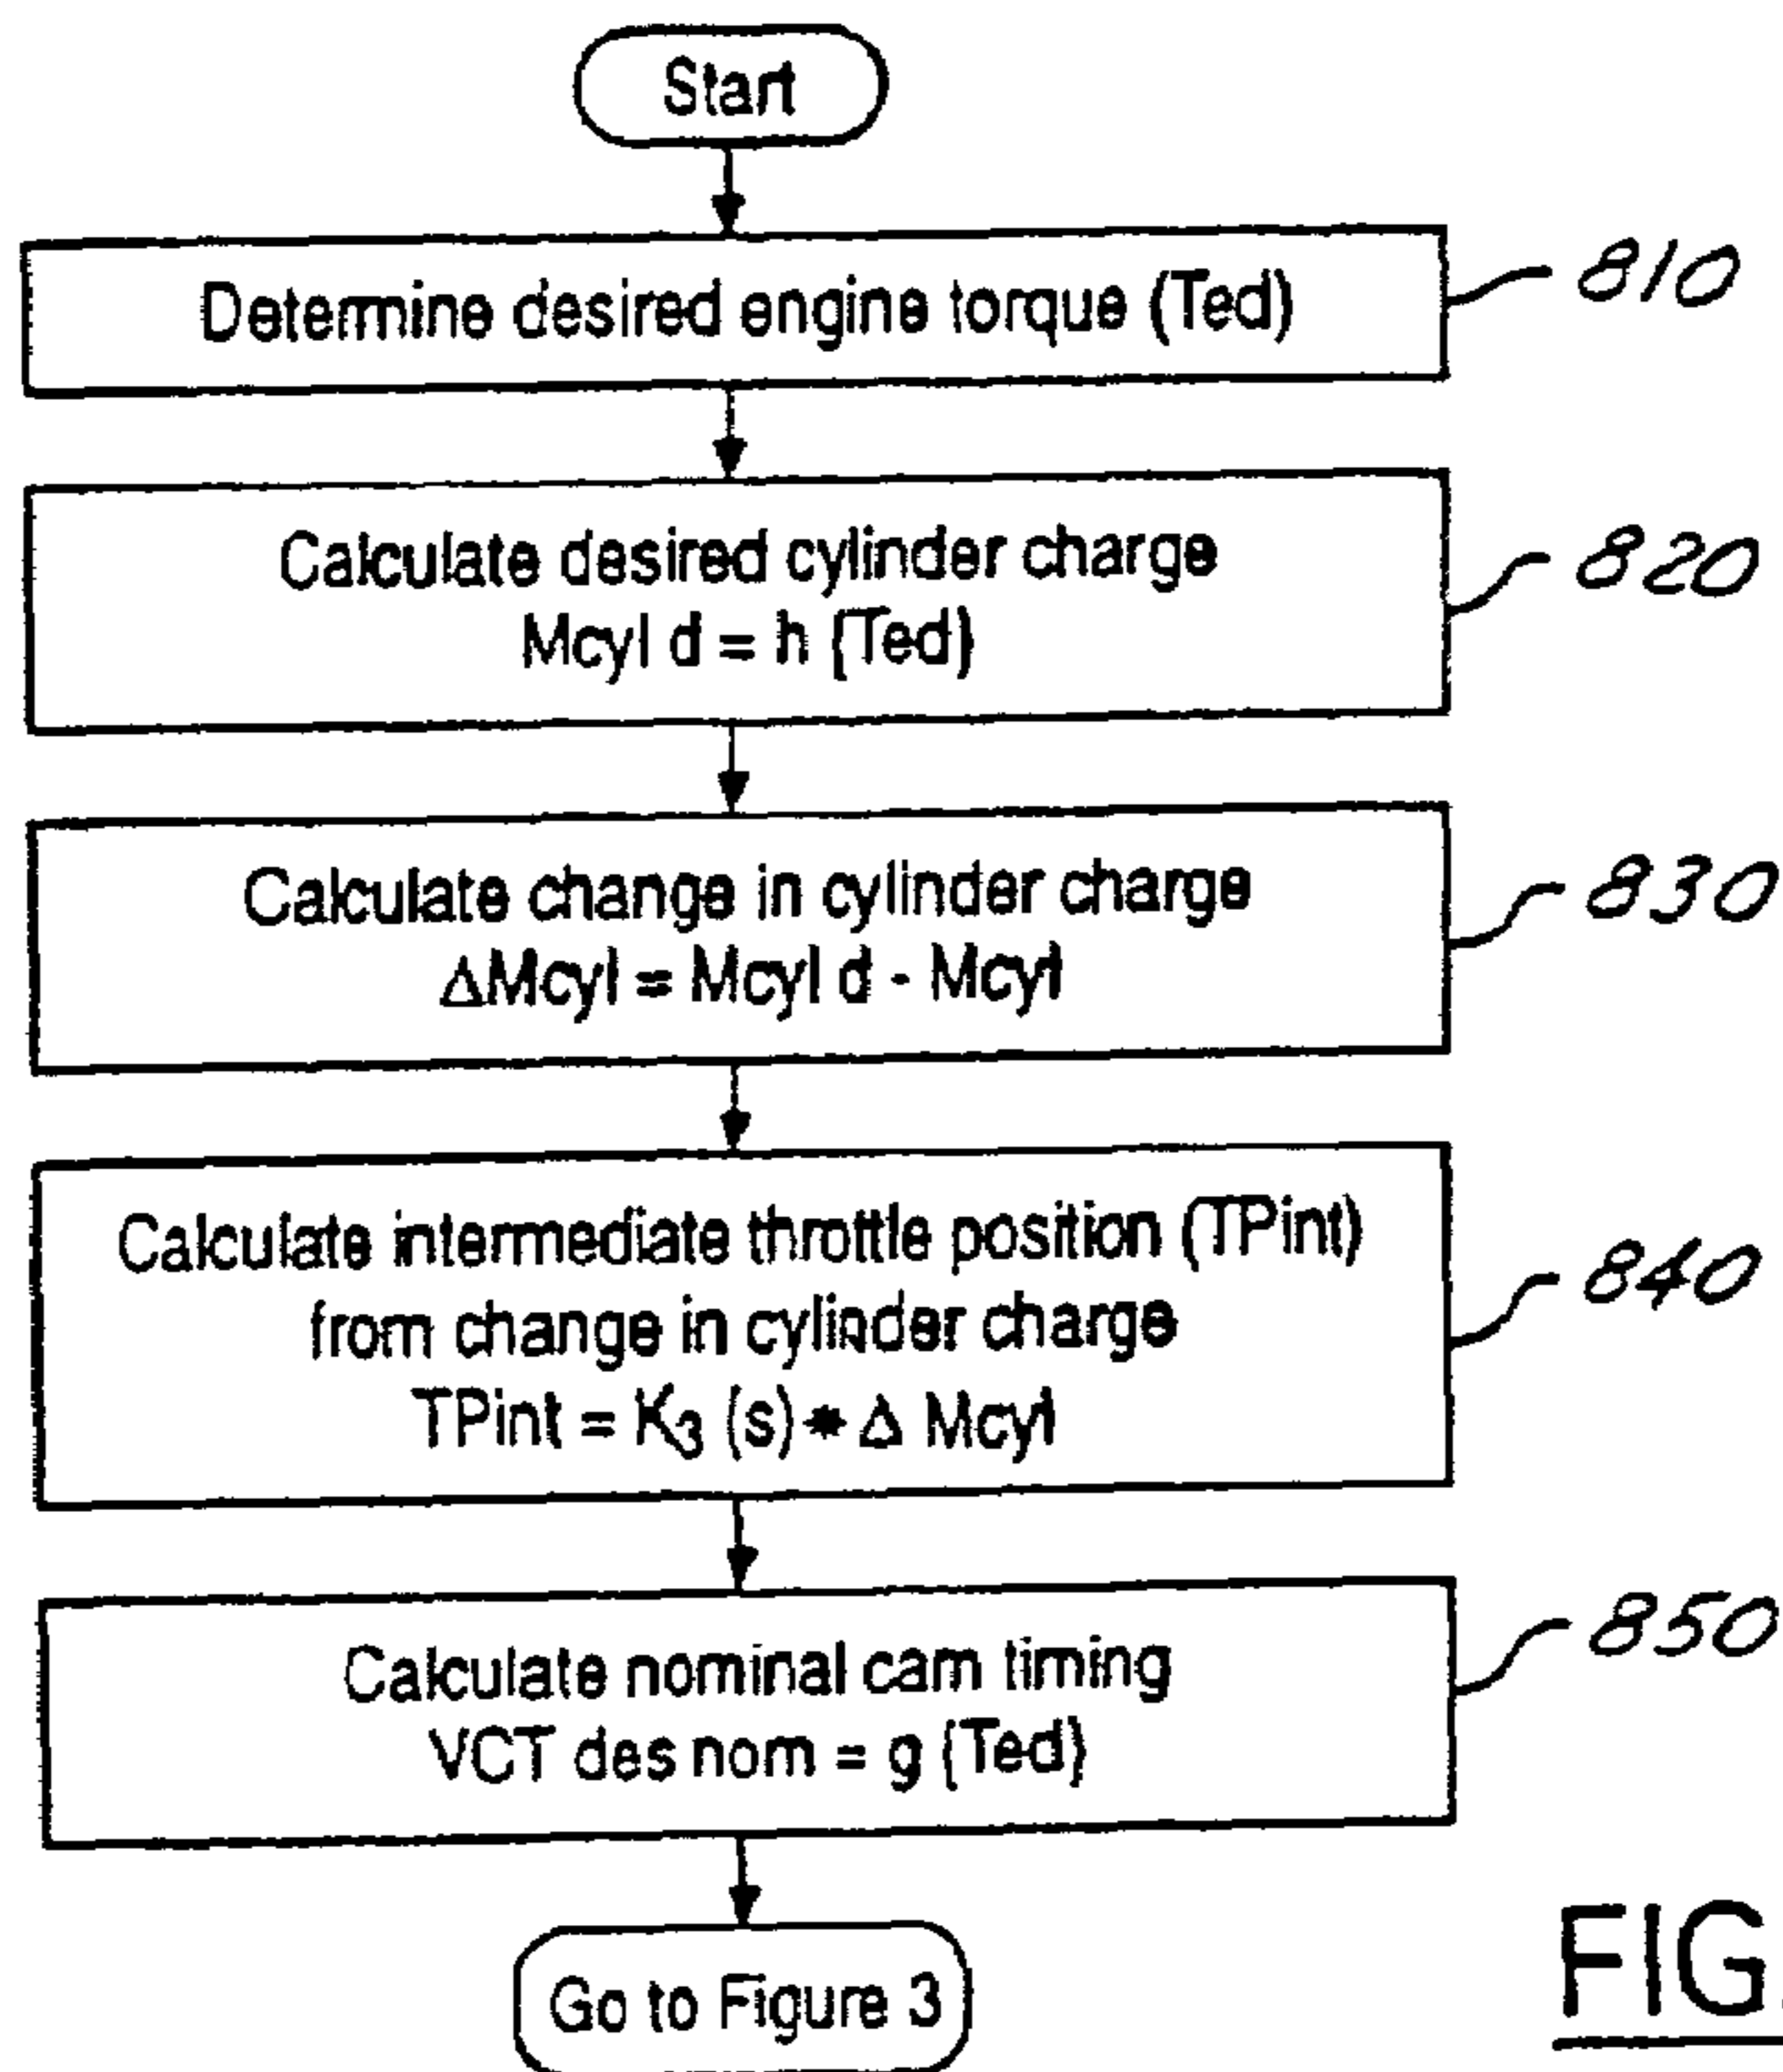 Start
Determine desired engine torque (Ted)
810
Calculate desired cylinder charge
Mcyl d = h (Ted)
820
Calculate change in cylinder charge
ΔMcyl = Mcyl d - Mcyl
830
Calculate intermediate throttle position (TPint)
from change in cylinder charge
TPint = K₃ (s) * Δ Mcyl
840
Calculate nominal cam timing
VCT des nom = g (Ted)
850
Go to Figure 3
FIG.